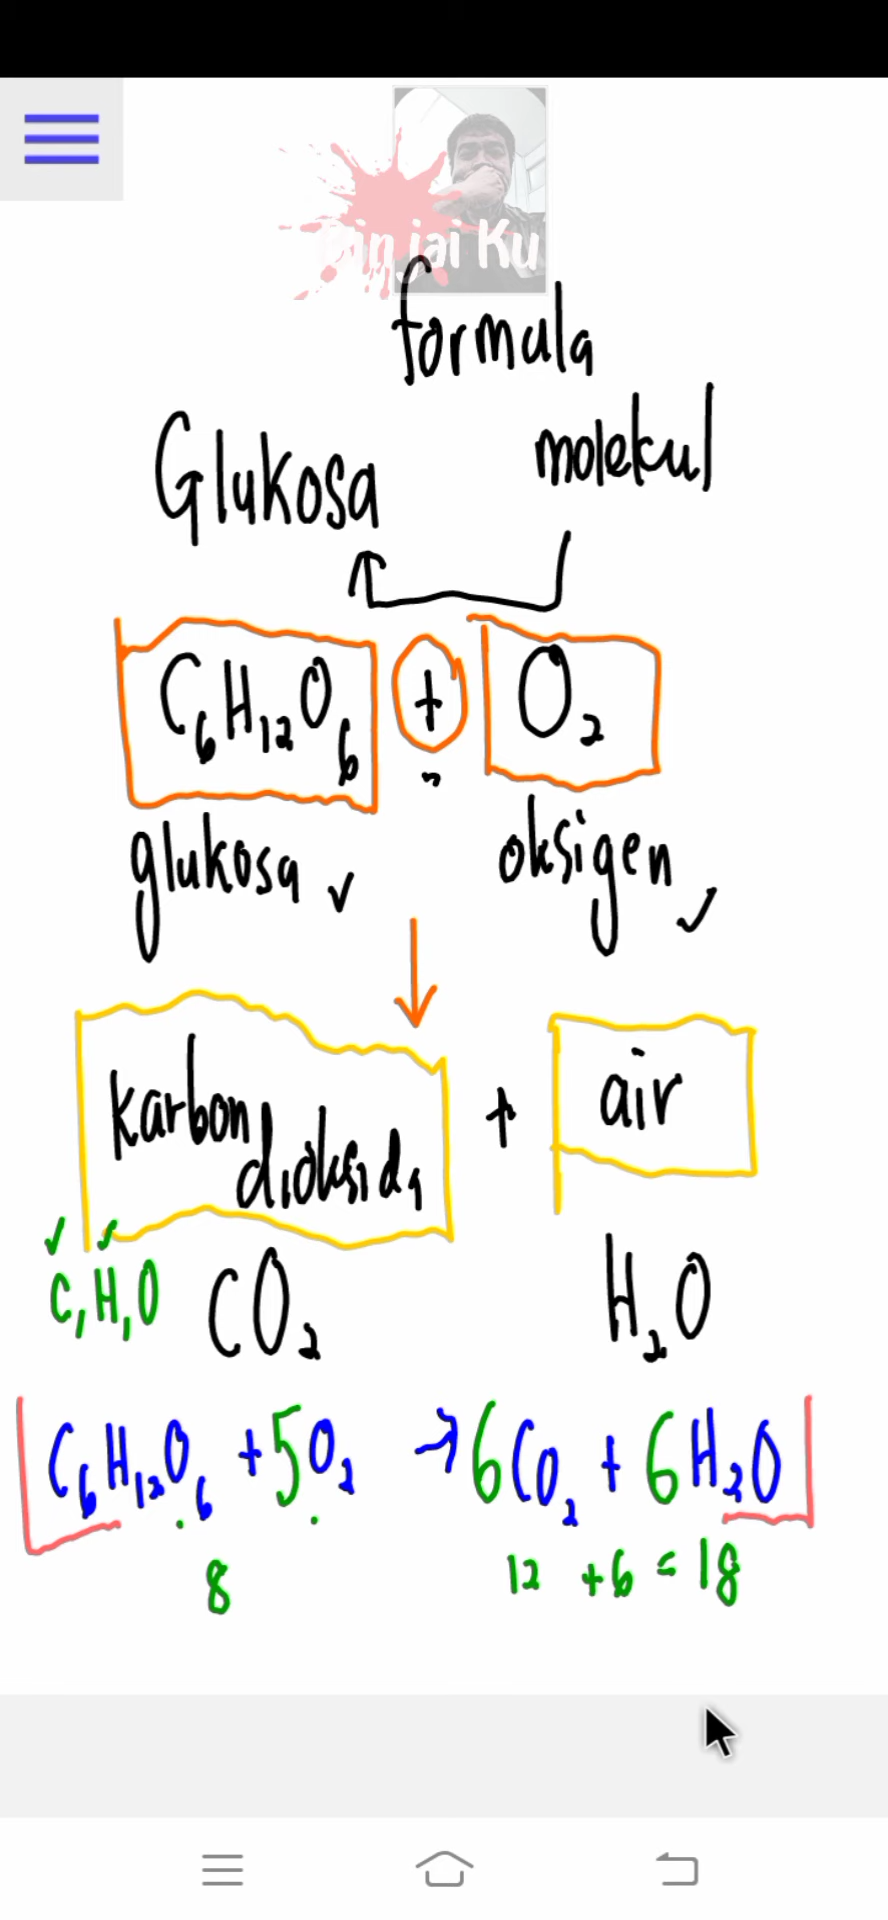 Binjai Ku
formula
molekul
Glukosa
C₆H₁₂O₆ + O₂
glukosa ✓ oksigen ✓
karbon dioksida + air
C, H, O CO₂ H₂O
C₆H₁₂O₆ + 5O₂ → 6CO₂ + 6H₂O
8 12 + 6 = 18